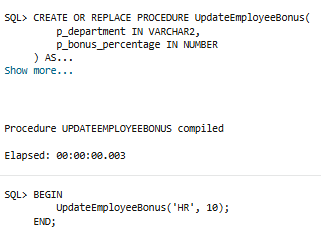 SQL> CREATE OR REPLACE PROCEDURE UpdateEmployeeBonus(
p_department IN VARCHAR2,
p_bonus_percentage IN NUMBER
) AS...
Show more...
Procedure UPDATEEMPLOYEEBONUS compiled
Elapsed: 00:00:00.003
SQL> BEGIN
UpdateEmployeeBonus('HR', 10);
END;